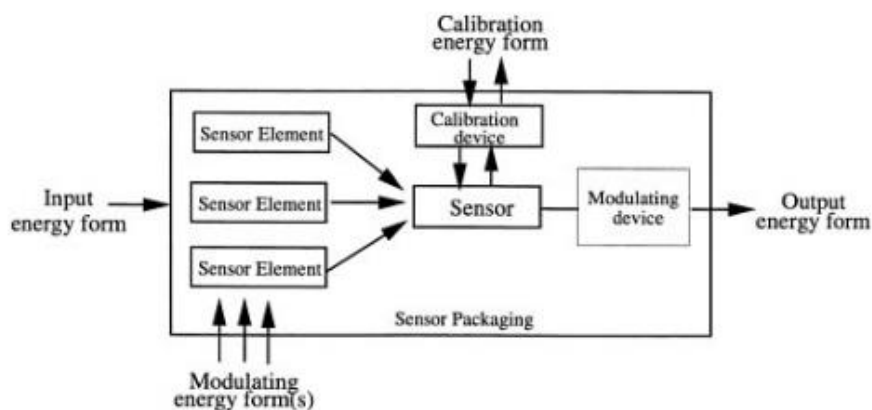 Calibration
energy form
Sensor Element
Calibration
device
Input
energy form
Sensor Element
Sensor
Modulating
device
Output
energy form
Sensor Element
Sensor Packaging
Modulating
energy form(s)